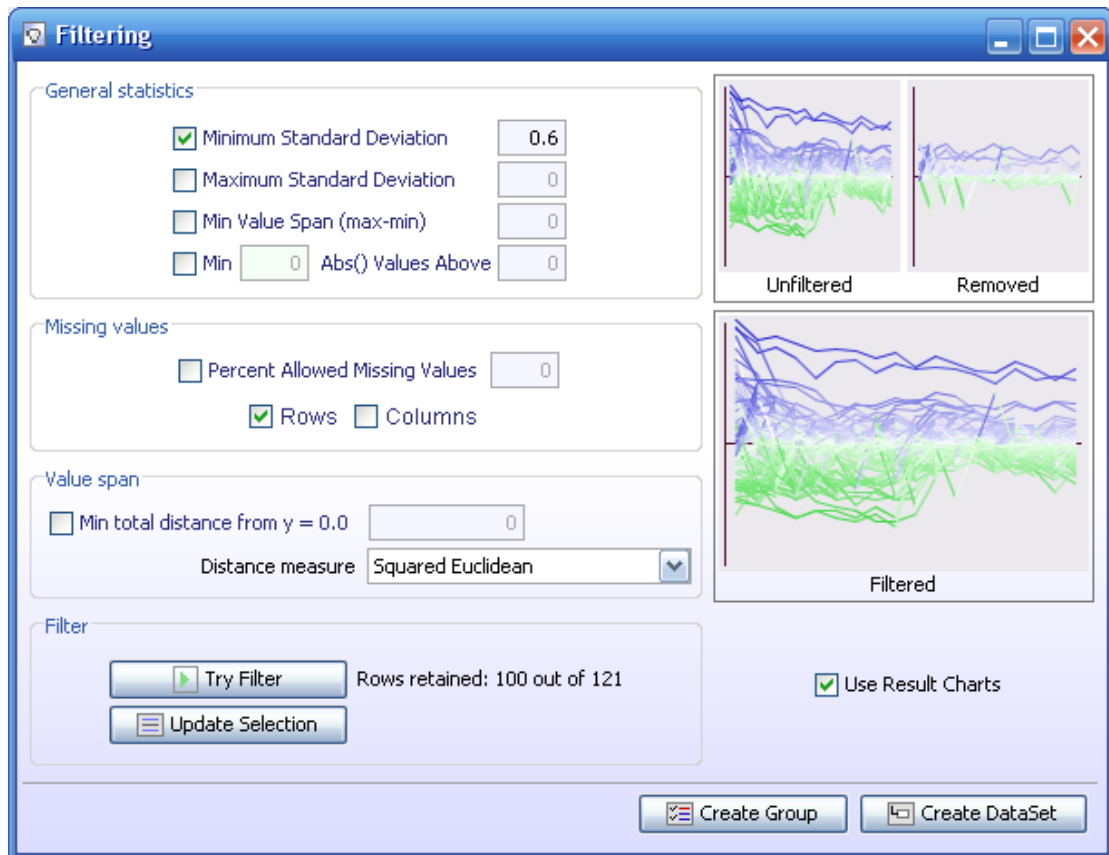 Filtering
General statistics
Minimum Standard Deviation 0.6
Maximum Standard Deviation 0
Min Value Span (max-min) 0
Min 0 Abs() Values Above 0
Missing values
Percent Allowed Missing Values 0
Rows Columns
Value span
Min total distance from y = 0.0 0
Distance measure Squared Euclidean
Filter
Try Filter Rows retained: 100 out of 121
Update Selection
Unfiltered Removed
Filtered
Use Result Charts
Create Group Create DataSet